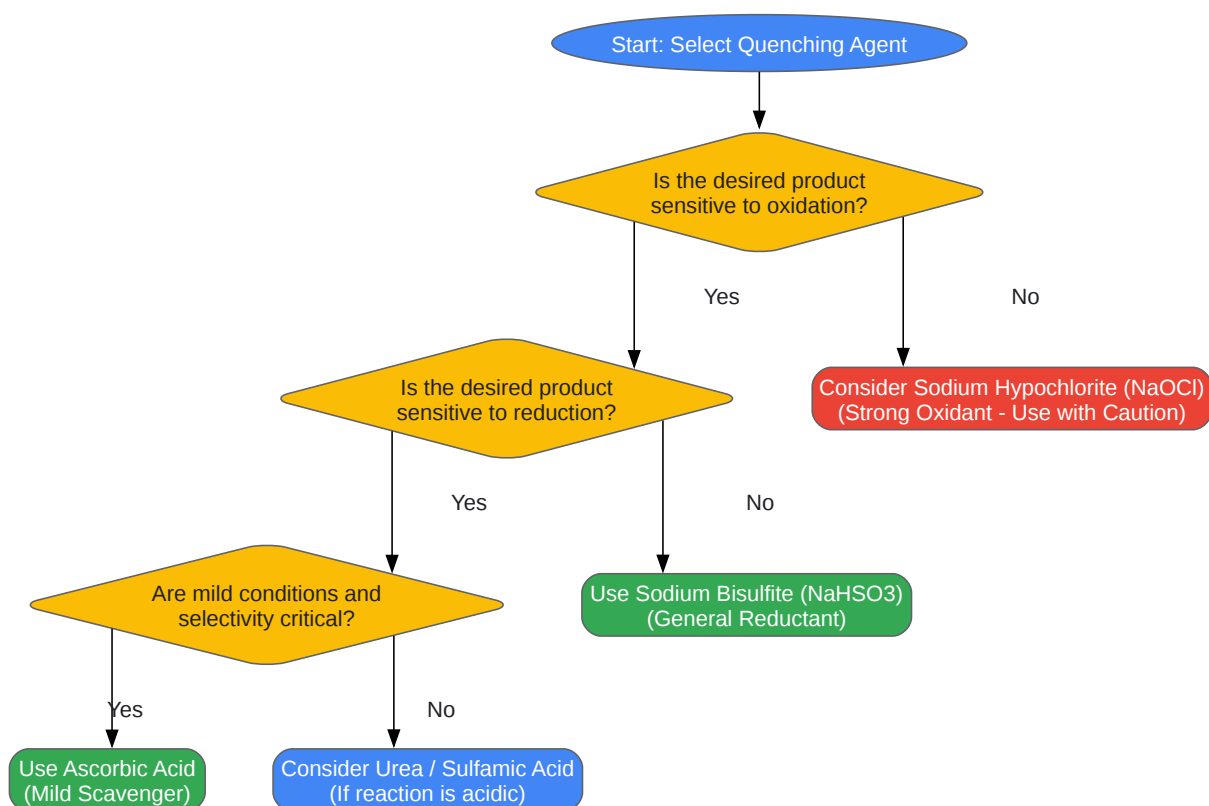 Start: Select Quenching Agent
Is the desired product
sensitive to oxidation?
Yes
No
Is the desired product
sensitive to reduction?
Consider Sodium Hypochlorite (NaOCl)
(Strong Oxidant - Use with Caution)
Yes
No
Are mild conditions and
selectivity critical?
Use Sodium Bisulfite (NaHSO3)
(General Reductant)
Yes
No
Use Ascorbic Acid
(Mild Scavenger)
Consider Urea / Sulfamic Acid
(If reaction is acidic)